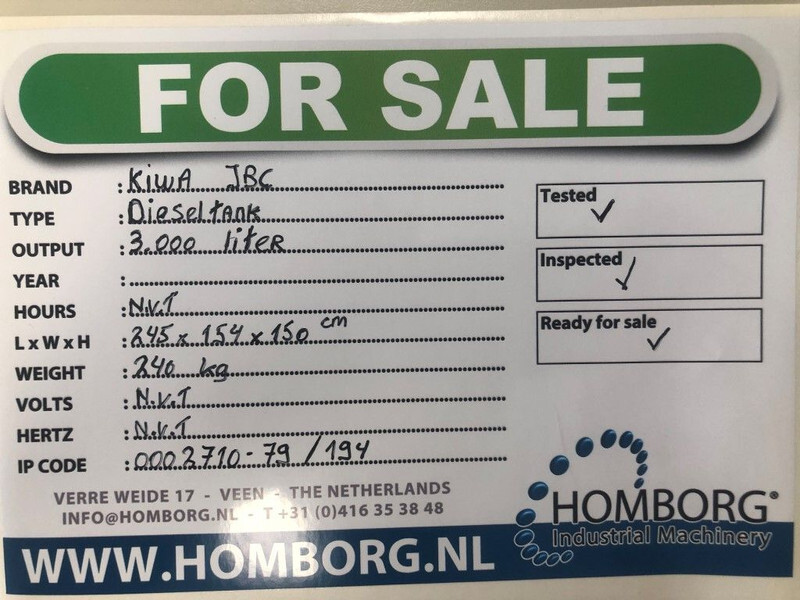 FOR SALE
BRAND : Kiwa JBC
TYPE : Dieseltank
OUTPUT : 3.000 liter
YEAR :
HOURS : N.v.T
L x W x H : 245 x 154 x 150 cm
WEIGHT : 240 kg
VOLTS : N.v.T
HERTZ : N.v.T
IP CODE : 0002710-79/194
Tested ✓
Inspected ✓
Ready for sale ✓
VERRE WEIDE 17 - VEEN - THE NETHERLANDS
INFO@HOMBORG.NL - T +31 (0)416 35 38 48
WWW.HOMBORG.NL
HOMBORG®
Industrial Machinery